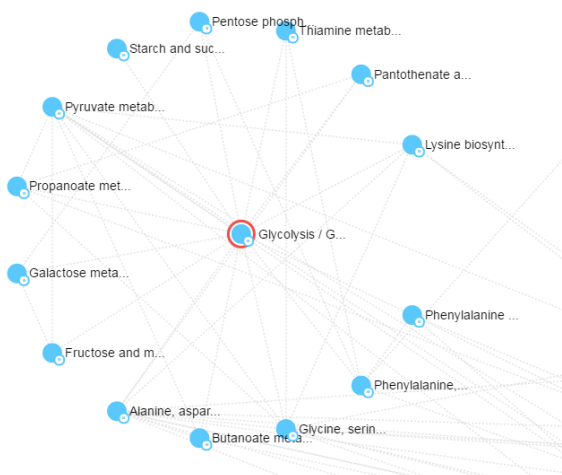 Pentose phosph...
Thiamine metab...
Starch and suc...
Pantothenate a...
Pyruvate metab...
Lysine biosynt...
Propanoate met...
Glycolysis / G...
Galactose meta...
Phenylalanine ...
Fructose and m...
Phenylalanine,...
Alanine, aspar...
Glycine, serin...
Butanoate meta...